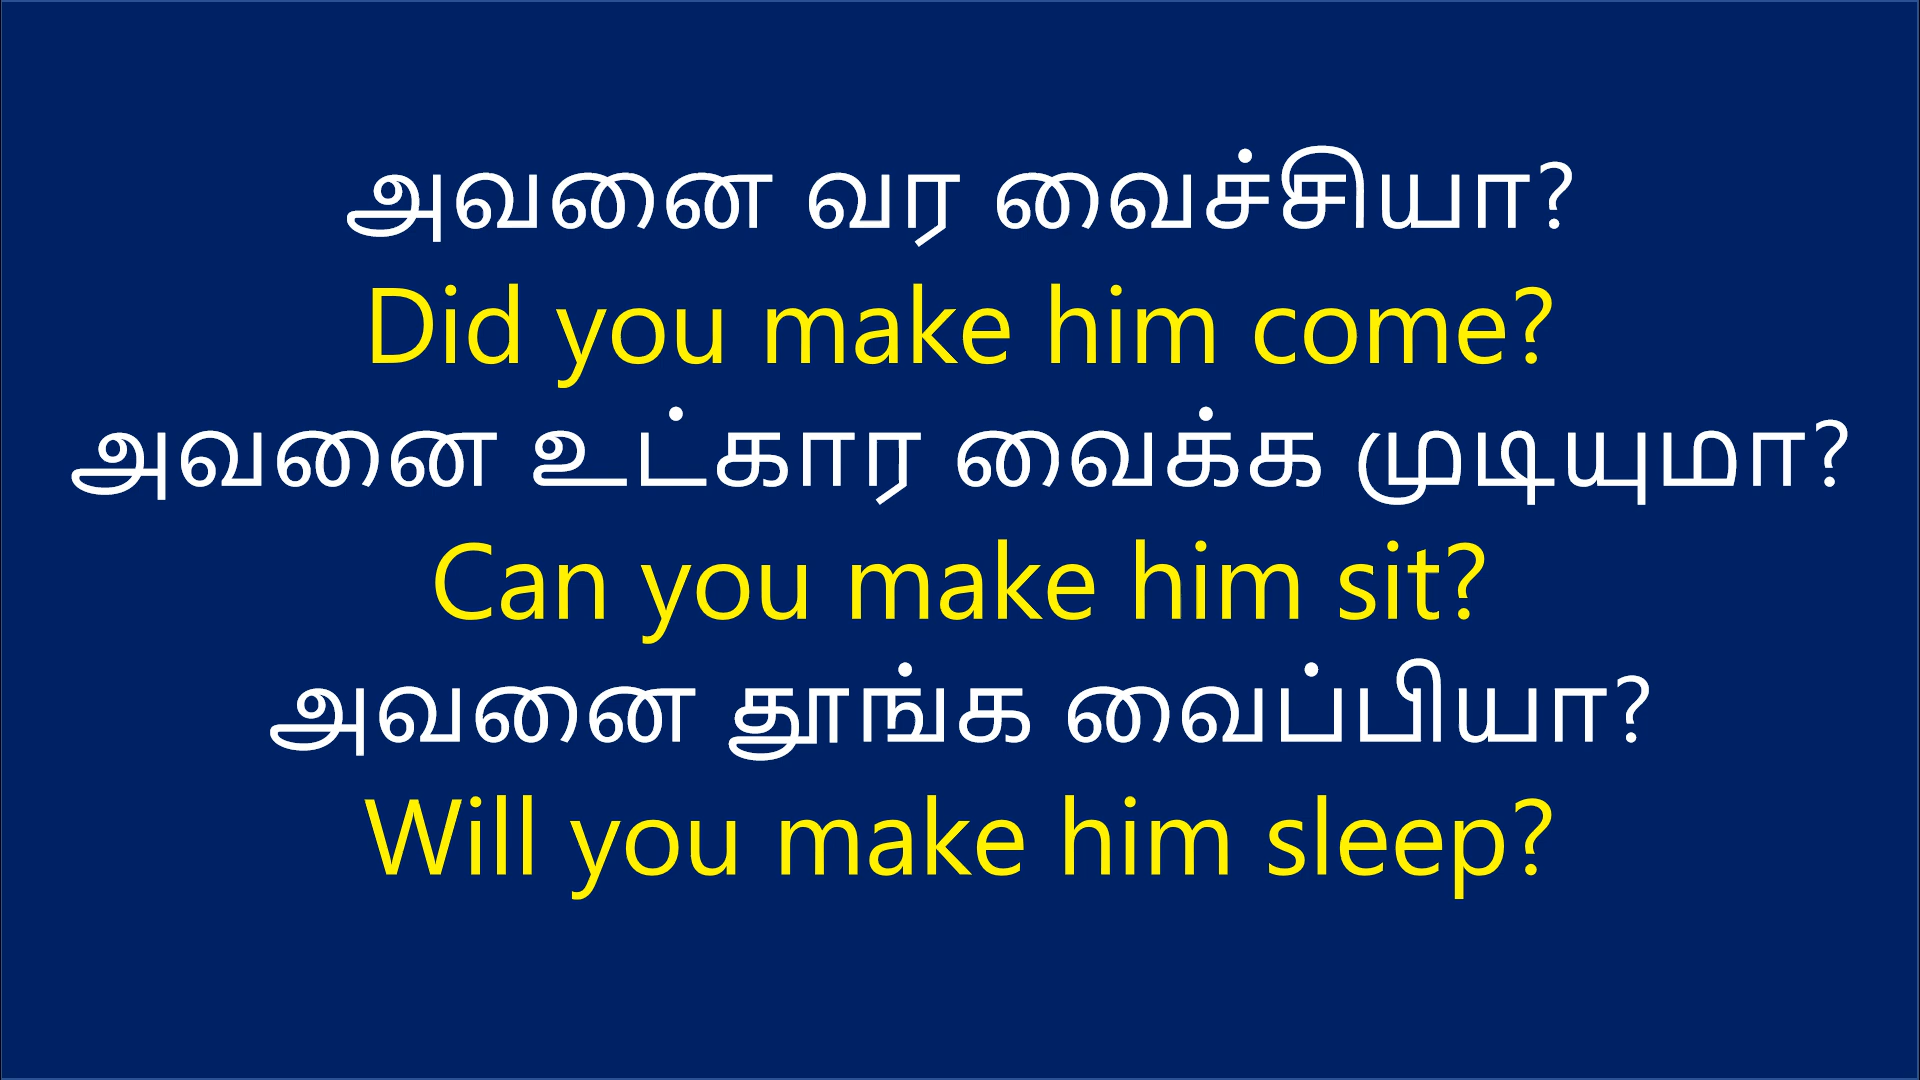 அவனை வர வைச்சியா?
Did you make him come?
அவனை உட்கார வைக்க முடியுமா?
Can you make him sit?
அவனை தூங்க வைப்பியா?
Will you make him sleep?